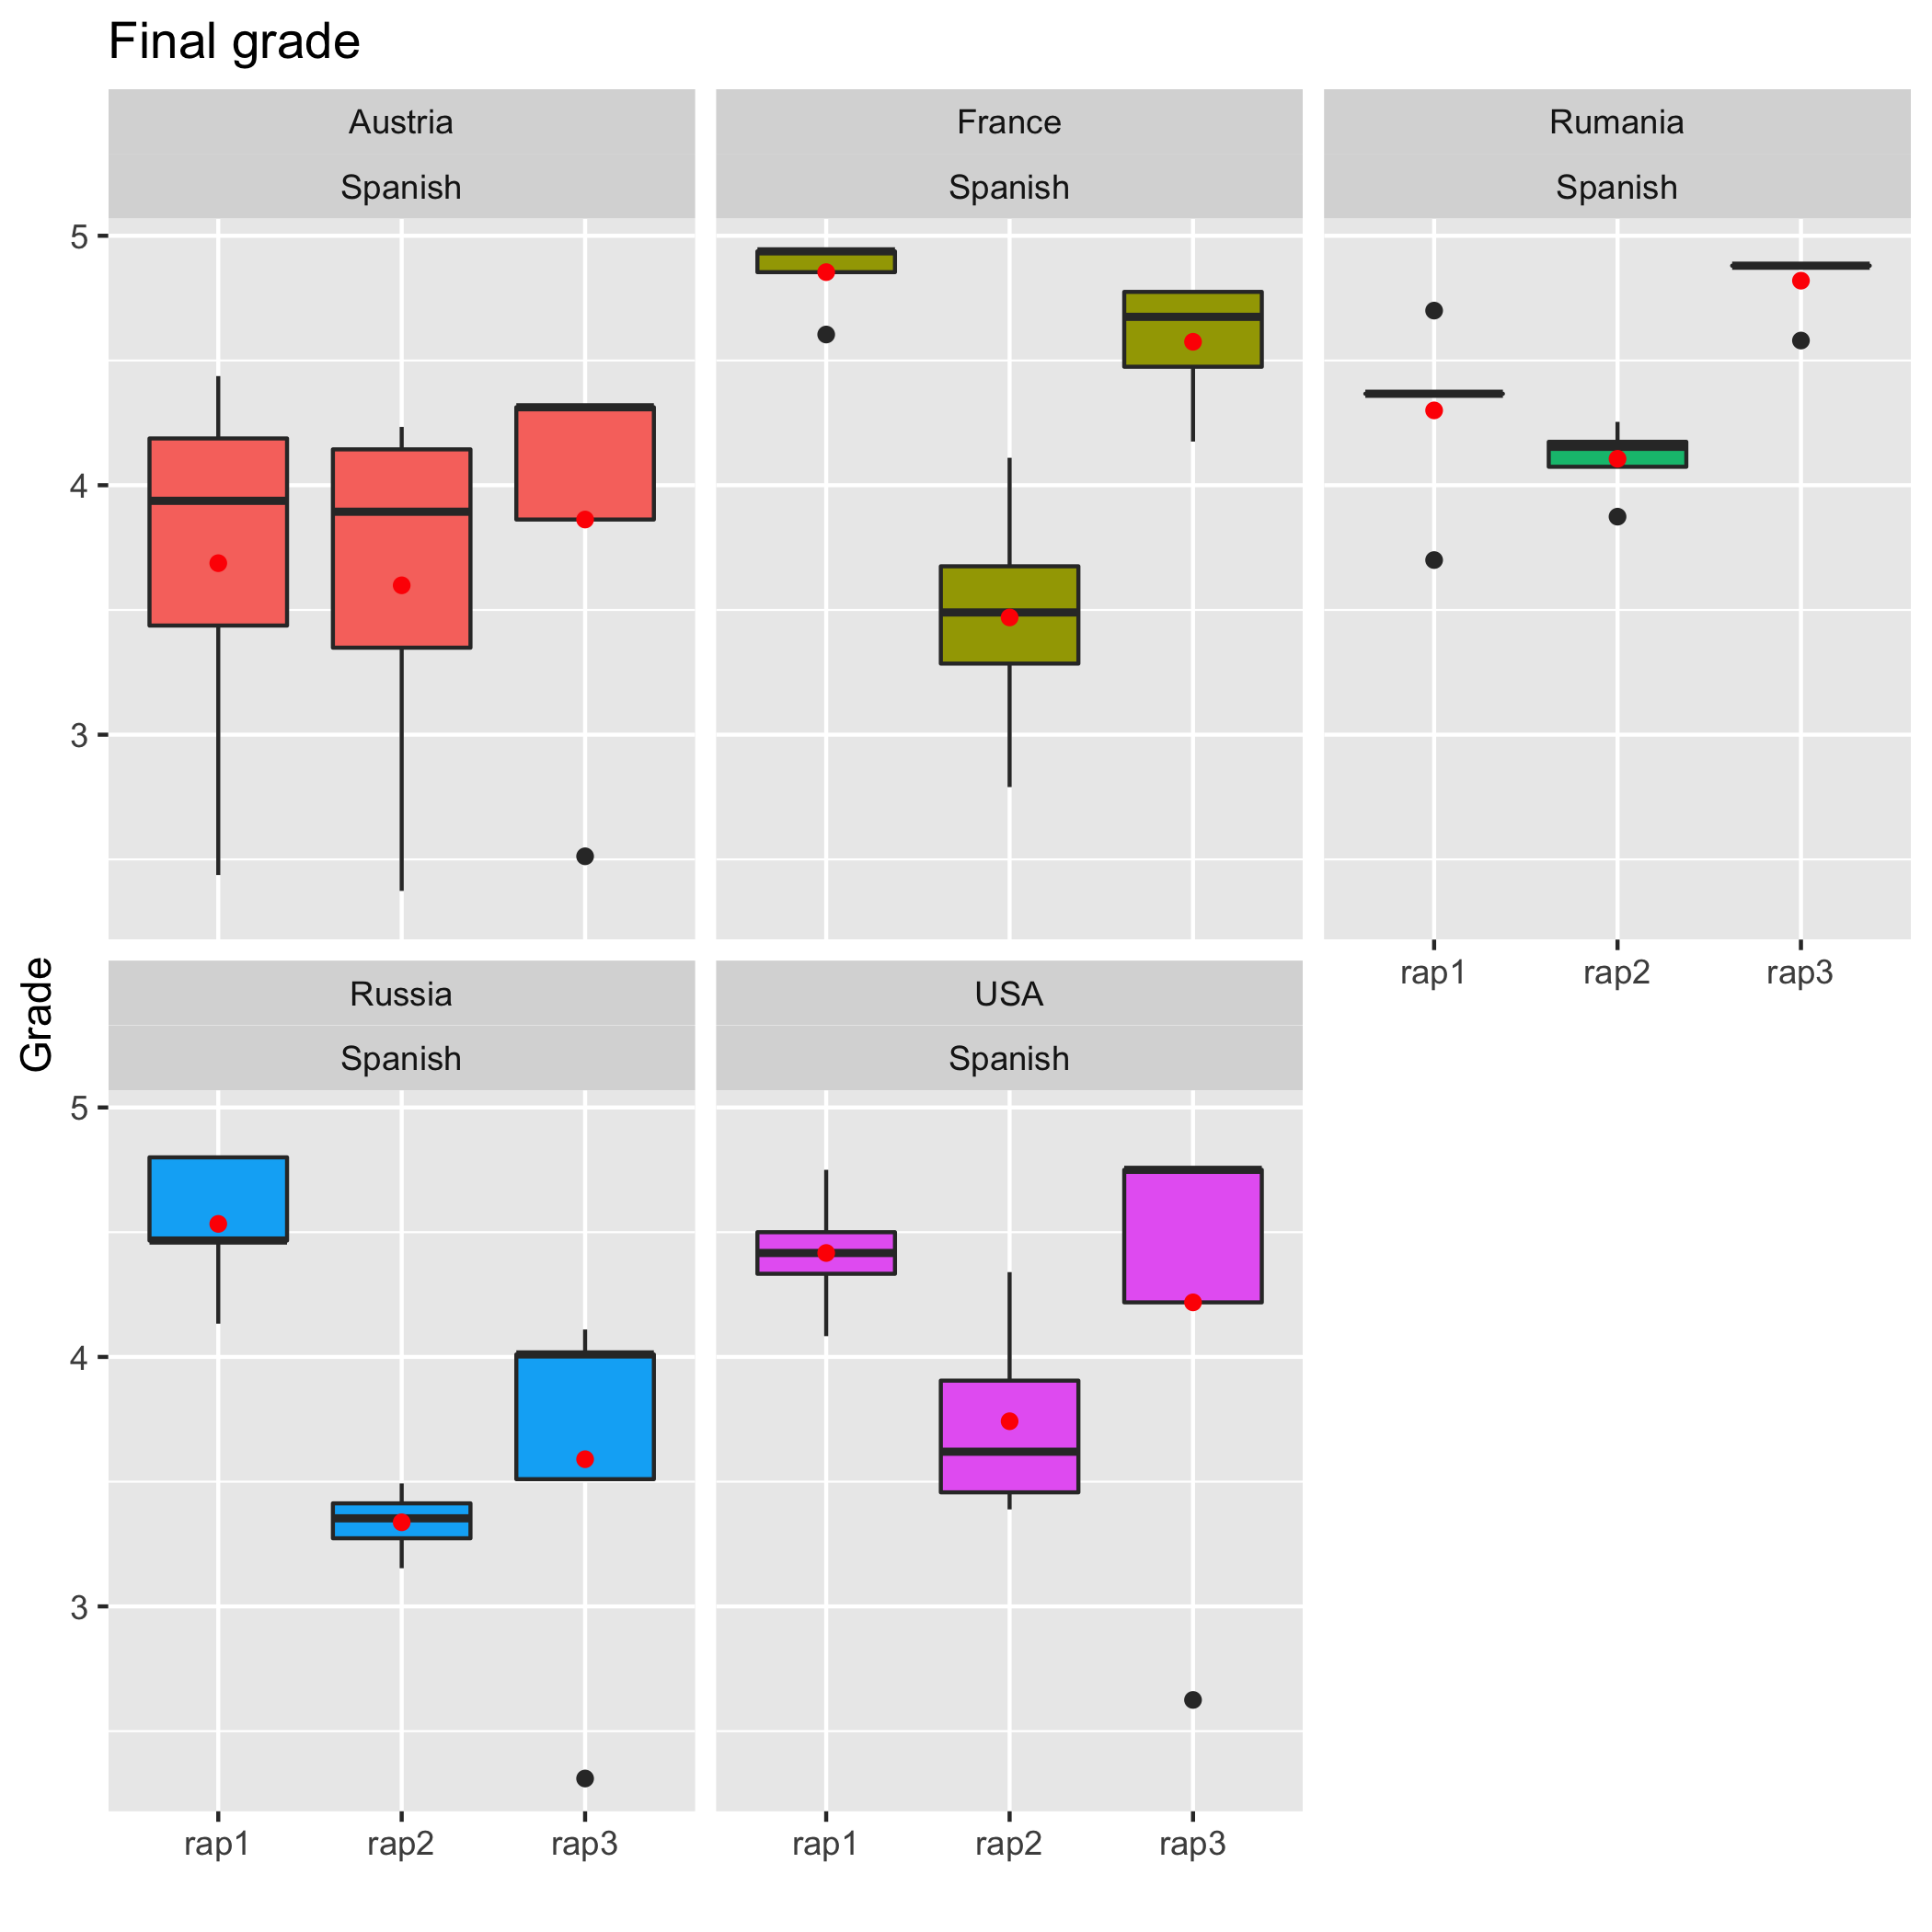 Final grade
Austria
Spanish
France
Spanish
Rumania
Spanish
5
4
3
rap1
rap2
rap3
Grade
Russia
Spanish
USA
Spanish
5
4
3
rap1
rap2
rap3
rap1
rap2
rap3